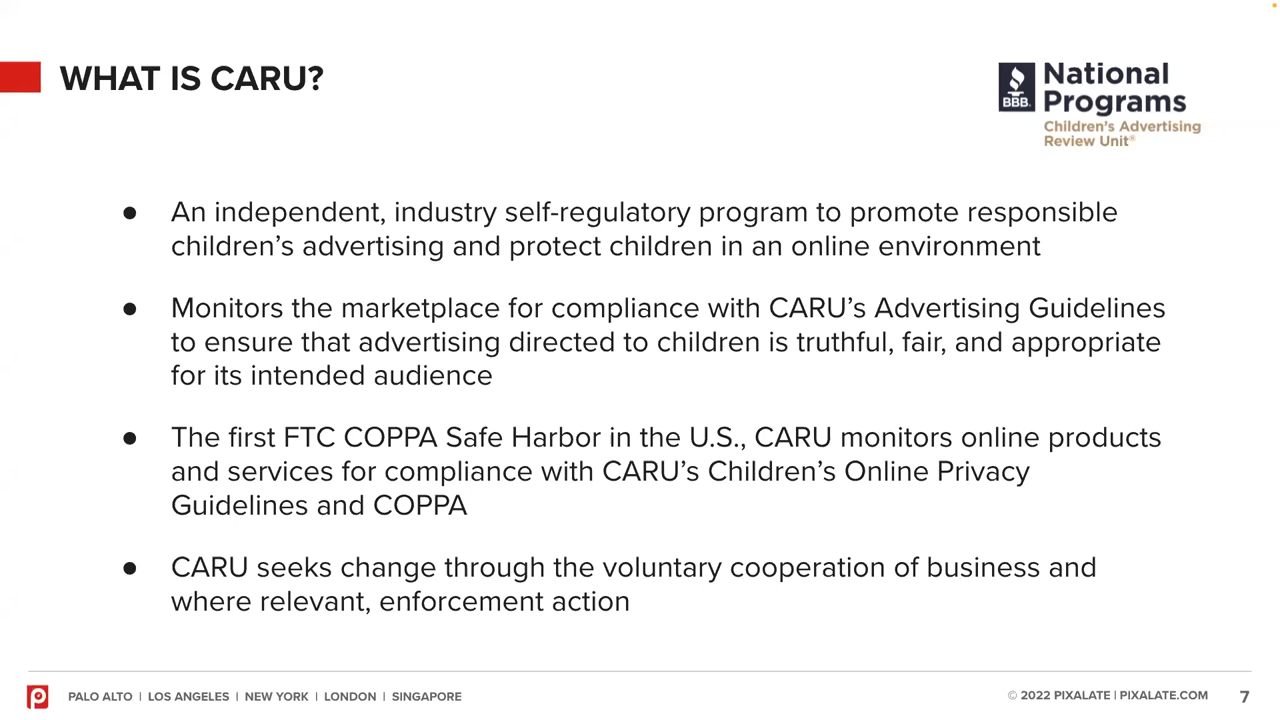 WHAT IS CARU?
BBB.
National
Programs
Children's Advertising
Review Unit®
● An independent, industry self-regulatory program to promote responsible
children's advertising and protect children in an online environment
● Monitors the marketplace for compliance with CARU's Advertising Guidelines
to ensure that advertising directed to children is truthful, fair, and appropriate
for its intended audience
● The first FTC COPPA Safe Harbor in the U.S., CARU monitors online products
and services for compliance with CARU's Children's Online Privacy
Guidelines and COPPA
● CARU seeks change through the voluntary cooperation of business and
where relevant, enforcement action
PALO ALTO | LOS ANGELES | NEW YORK | LONDON | SINGAPORE
© 2022 PIXALATE | PIXALATE.COM 7